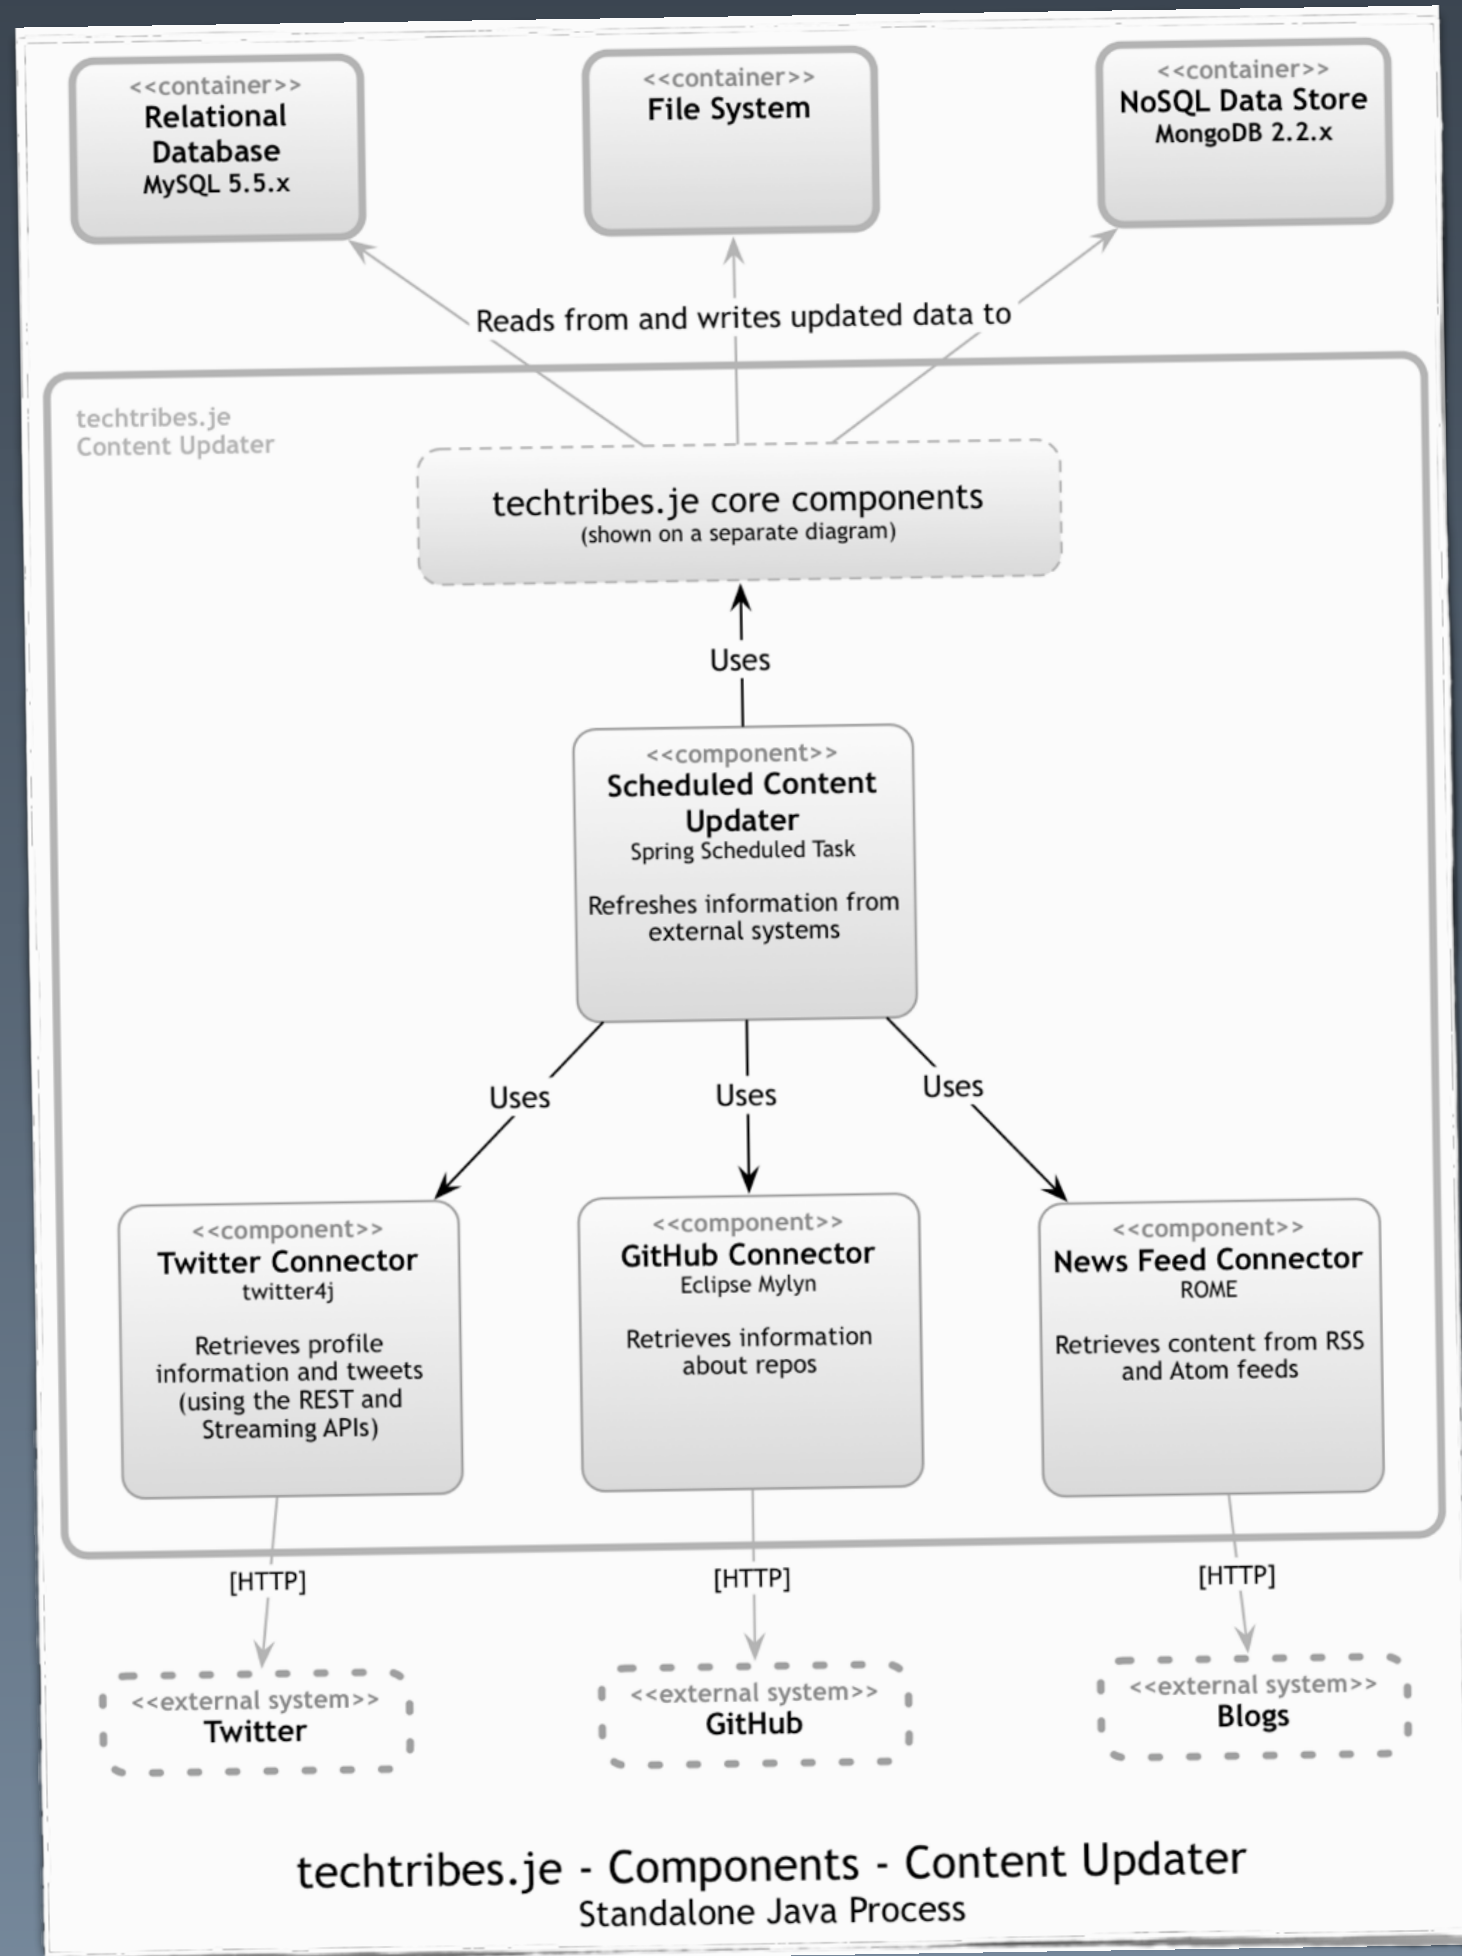 <<container>>
Relational
Database
MySQL 5.5.x
<<container>>
File System
<<container>>
NoSQL Data Store
MongoDB 2.2.x
Reads from and writes updated data to
techtribes.je
Content Updater
techtribes.je core components
(shown on a separate diagram)
Uses
<<component>>
Scheduled Content
Updater
Spring Scheduled Task
Refreshes information from
external systems
Uses
Uses
Uses
<<component>>
Twitter Connector
twitter4j
Retrieves profile
information and tweets
(using the REST and
Streaming APIs)
<<component>>
GitHub Connector
Eclipse Mylyn
Retrieves information
about repos
<<component>>
News Feed Connector
ROME
Retrieves content from RSS
and Atom feeds
[HTTP]
[HTTP]
[HTTP]
<<external system>>
Twitter
<<external system>>
GitHub
<<external system>>
Blogs
techtribes.je - Components - Content Updater
Standalone Java Process